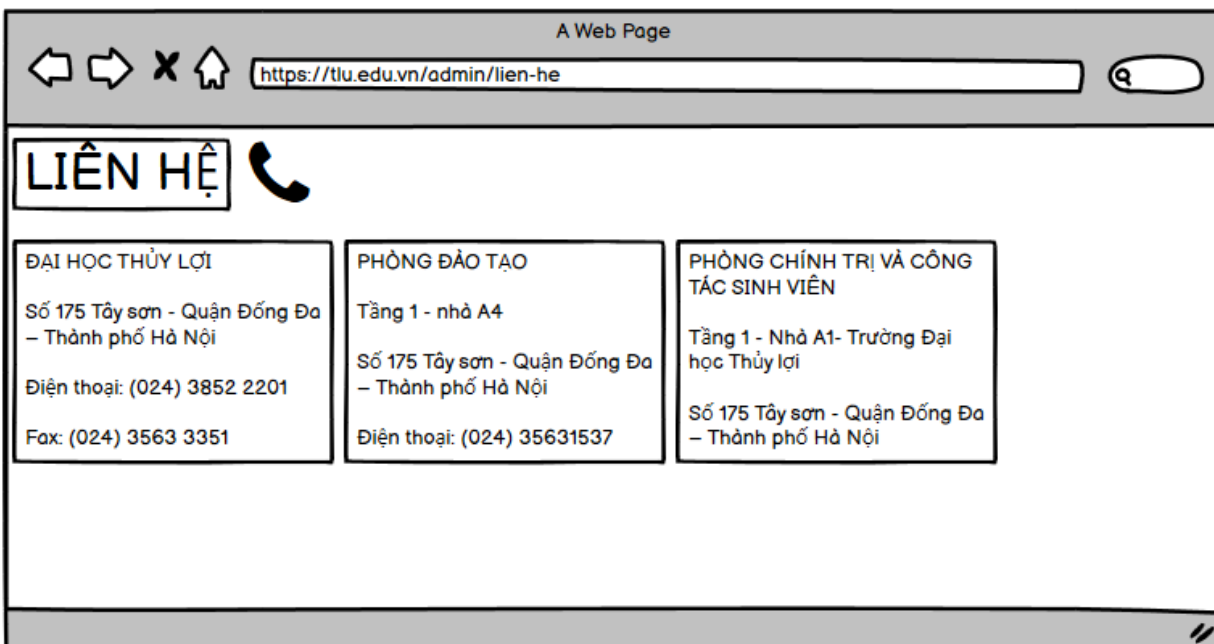 A Web Page
https://tlu.edu.vn/admin/lien-he
LIÊN HỆ
ĐẠI HỌC THỦY LỢI
Số 175 Tây sơn - Quận Đống Đa
– Thành phố Hà Nội
Điện thoại: (024) 3852 2201
Fax: (024) 3563 3351
PHÒNG ĐÀO TẠO
Tầng 1 - nhà A4
Số 175 Tây sơn - Quận Đống Đa
– Thành phố Hà Nội
Điện thoại: (024) 35631537
PHÒNG CHÍNH TRỊ VÀ CÔNG
TÁC SINH VIÊN
Tầng 1 - Nhà A1- Trường Đại
học Thủy lợi
Số 175 Tây sơn - Quận Đống Đa
– Thành phố Hà Nội